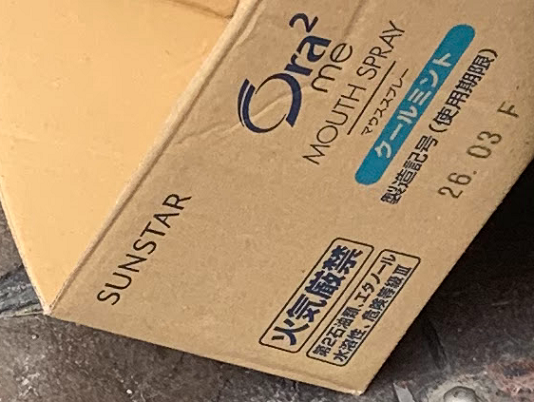 SUNSTAR
Ora²
me
MOUTH SPRAY
マウススプレー
クールミント
製造記号(使用期限)
26.03 F
火気厳禁
第2石油類、エタノール
水溶性、危険等級Ⅲ